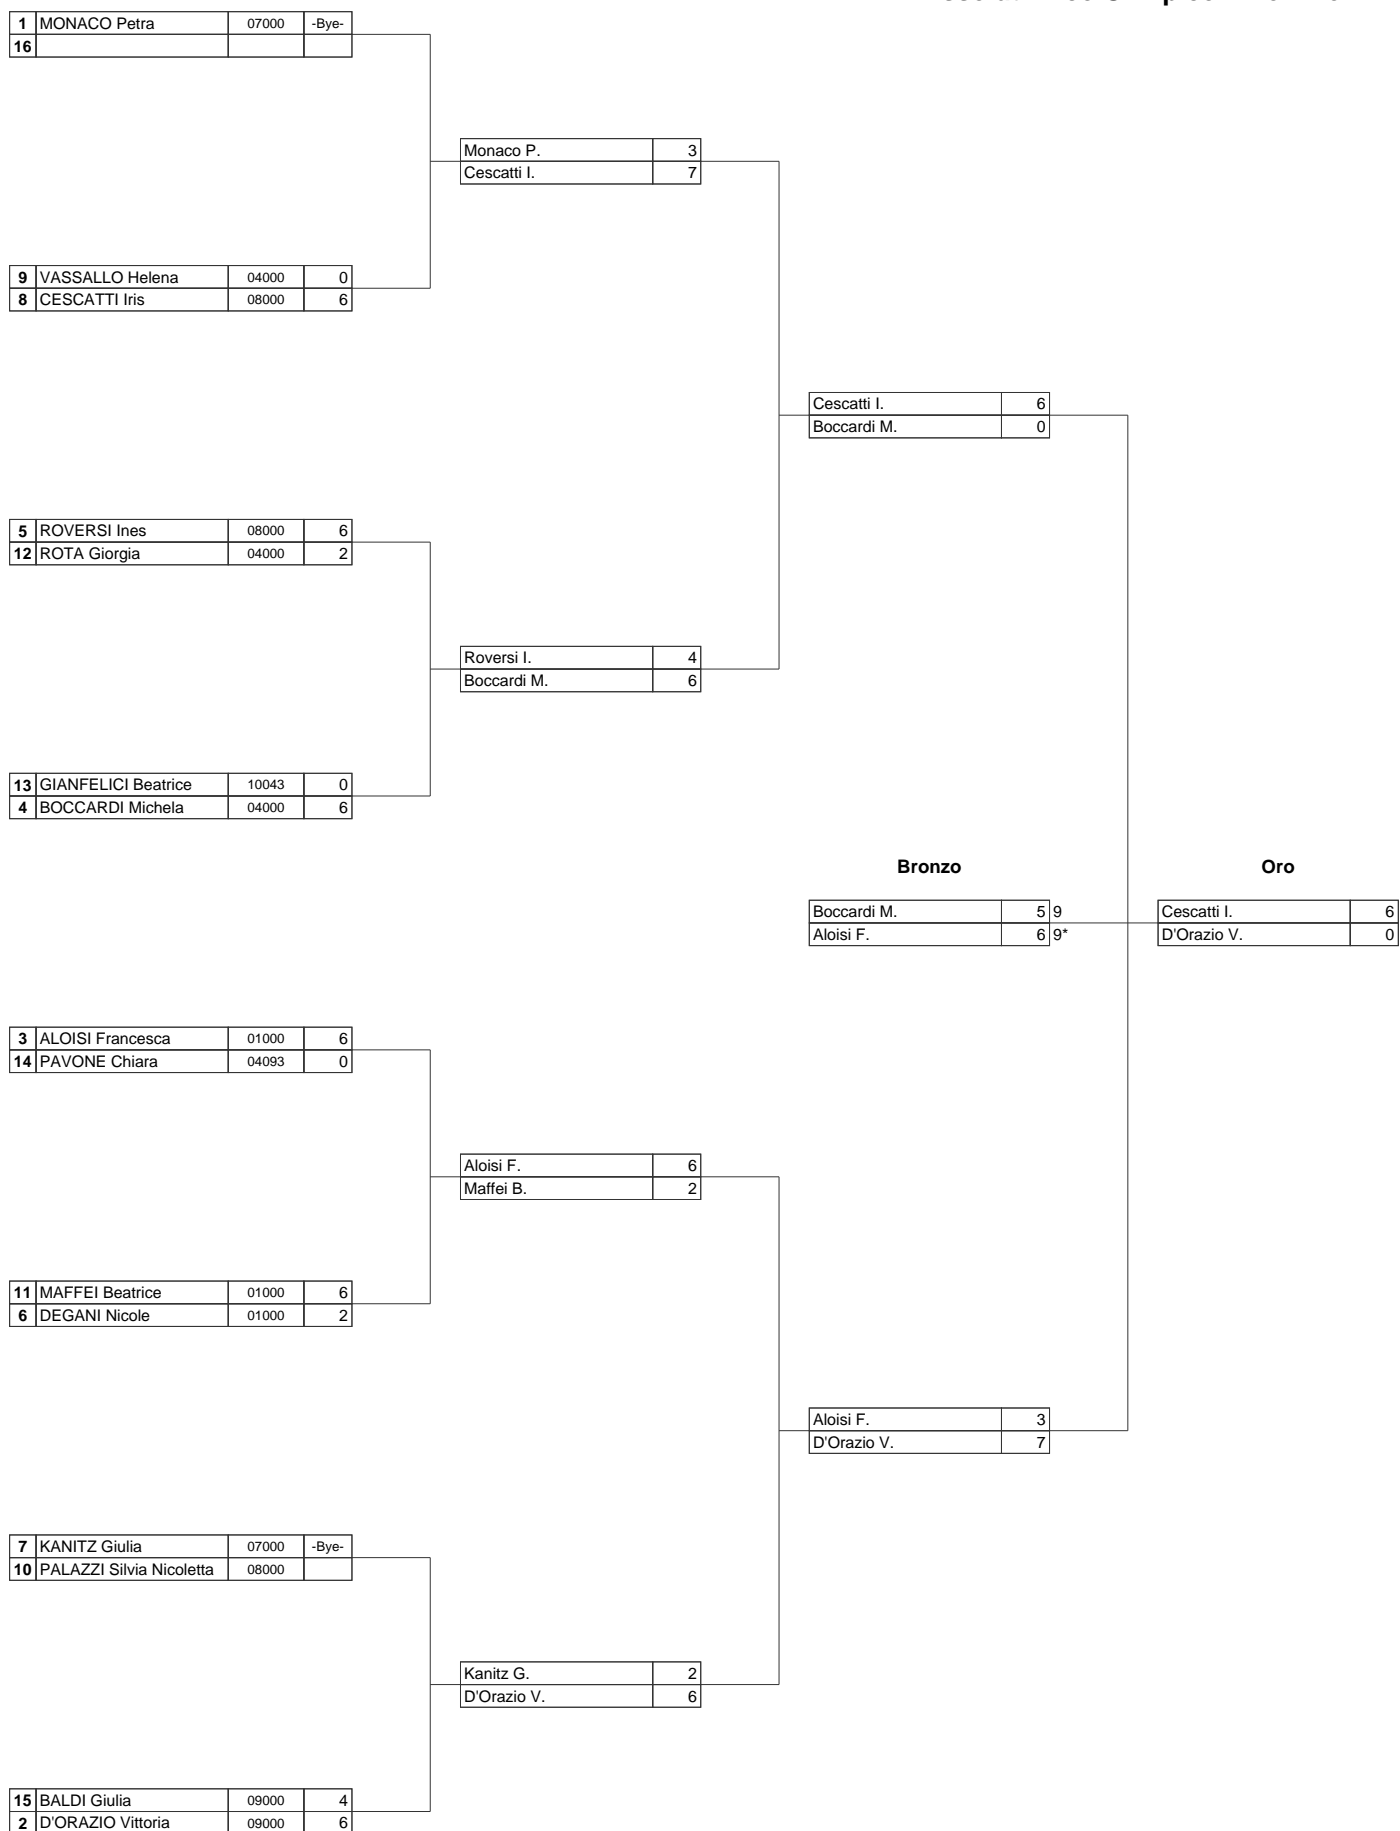 1 MONACO Petra 07000 -Bye-
16
Monaco P. 3
Cescatti I. 7
9 VASSALLO Helena 04000 0
8 CESCATTI Iris 08000 6
Cescatti I. 6
Boccardi M. 0
5 ROVERSI Ines 08000 6
12 ROTA Giorgia 04000 2
Roversi I. 4
Boccardi M. 6
13 GIANFELICI Beatrice 10043 0
4 BOCCARDI Michela 04000 6
Bronzo Oro
Boccardi M. 5 9 Cescatti I. 6
Aloisi F. 6 9* D'Orazio V. 0
3 ALOISI Francesca 01000 6
14 PAVONE Chiara 04093 0
Aloisi F. 6
Maffei B. 2
11 MAFFEI Beatrice 01000 6
6 DEGANI Nicole 01000 2
Aloisi F. 3
D'Orazio V. 7
7 KANITZ Giulia 07000 -Bye-
10 PALAZZI Silvia Nicoletta 08000
Kanitz G. 2
D'Orazio V. 6
15 BALDI Giulia 09000 4
2 D'ORAZIO Vittoria 09000 6